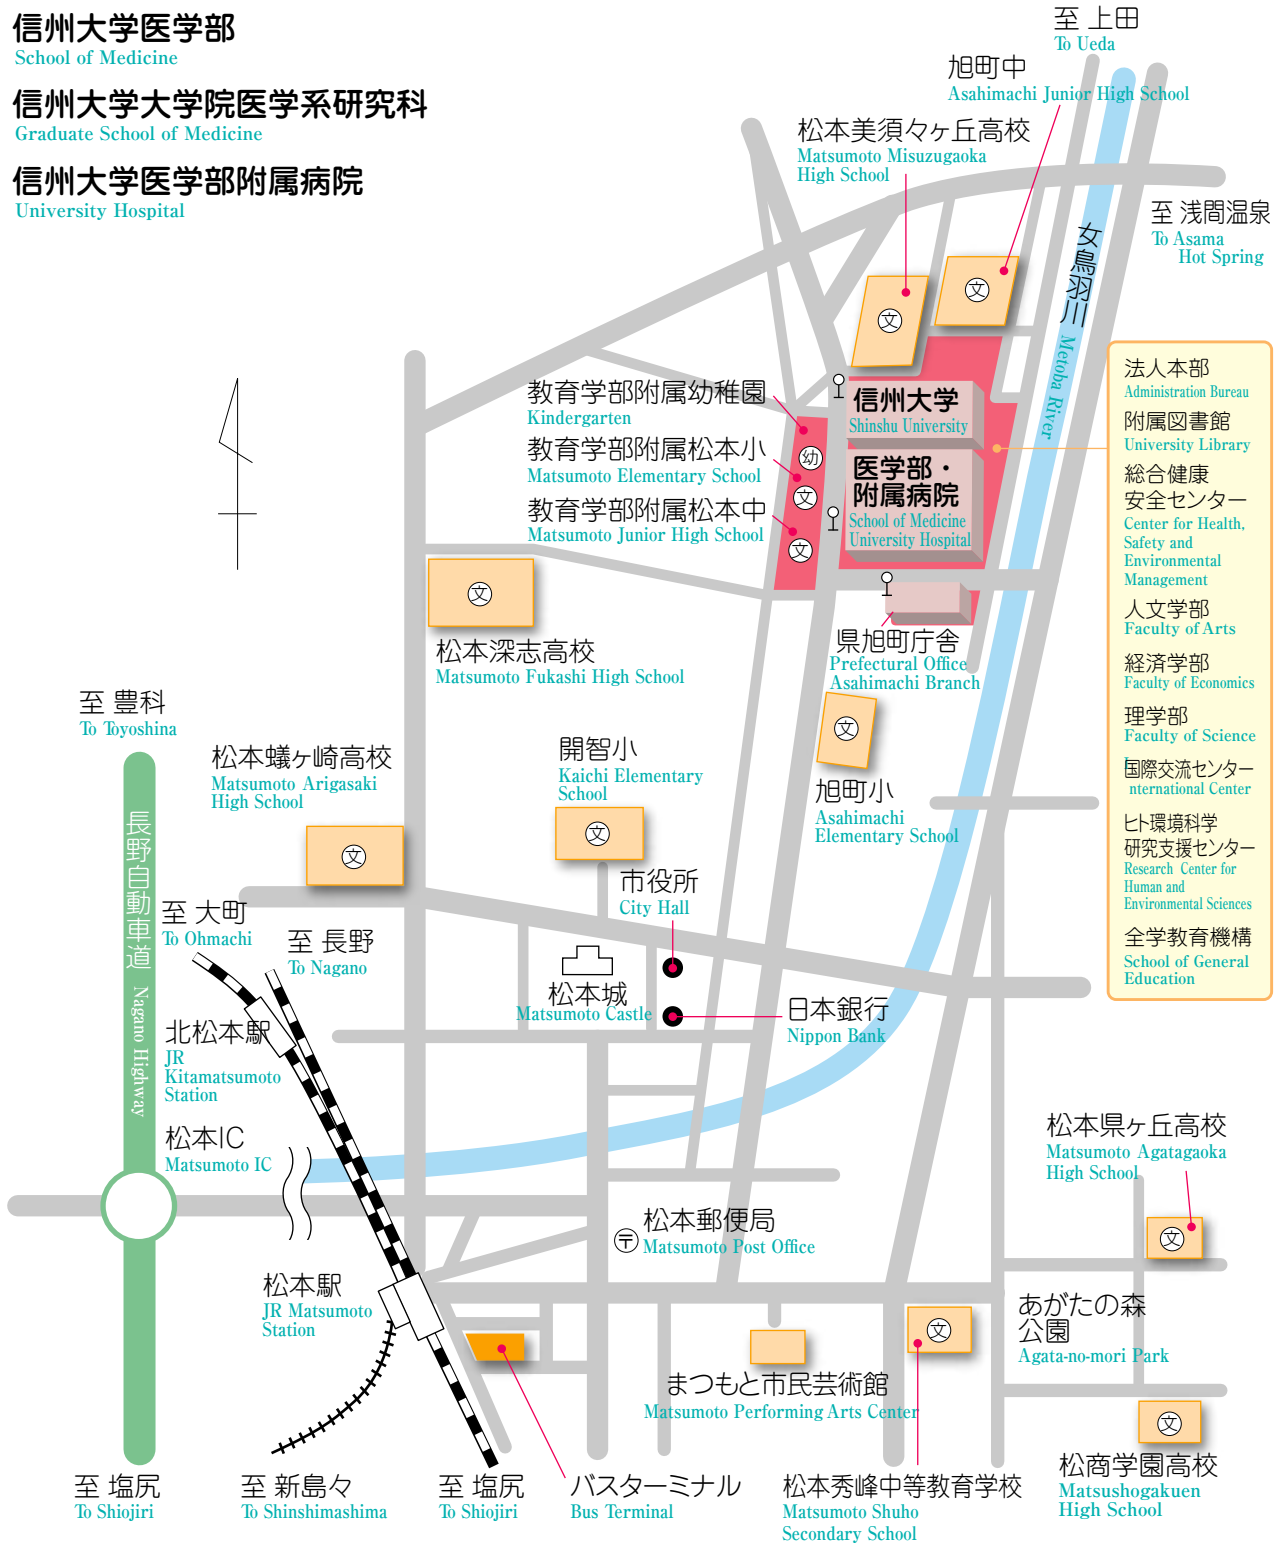 信州大学医学部
School of Medicine
信州大学大学院医学系研究科
Graduate School of Medicine
信州大学医学部附属病院
University Hospital
至 上田
To Ueda
旭町中
Asahimachi Junior High School
松本美須々ヶ丘高校
Matsumoto Misuzugaoka
High School
至 浅間温泉
To Asama
Hot Spring
女鳥羽川
Metoba River
文
文
教育学部附属幼稚園
Kindergarten
教育学部附属松本小
Matsumoto Elementary School
教育学部附属松本中
Matsumoto Junior High School
幼
文
文
信州大学
Shinshu University
医学部・
附属病院
School of Medicine
University Hospital
法人本部
Administration Bureau
附属図書館
University Library
総合健康
安全センター
Center for Health,
Safety and
Environmental
Management
人文学部
Faculty of Arts
経済学部
Faculty of Economics
理学部
Faculty of Science
国際交流センター
International Center
ヒト環境科学
研究支援センター
Research Center for
Human and
Environmental Sciences
全学教育機構
School of General
Education
文
松本深志高校
Matsumoto Fukashi High School
県旭町庁舎
Prefectural Office
Asahimachi Branch
文
旭町小
Asahimachi
Elementary School
至 豊科
To Toyoshina
長野自動車道
Nagano Highway
松本蟻ヶ崎高校
Matsumoto Arigasaki
High School
文
開智小
Kaichi Elementary
School
文
市役所
City Hall
至 大町
To Ohmachi
至 長野
To Nagano
松本城
Matsumoto Castle
日本銀行
Nippon Bank
北松本駅
JR
Kitamatsumoto
Station
松本IC
Matsumoto IC
松本県ヶ丘高校
Matsumoto Agatagaoka
High School
文
〒
松本郵便局
Matsumoto Post Office
松本駅
JR Matsumoto
Station
あがたの森
公園
Agata-no-mori Park
文
まつもと市民芸術館
Matsumoto Performing Arts Center
文
松商学園高校
Matsushogakuen
High School
至 塩尻
To Shiojiri
至 新島々
To Shinshimashima
至 塩尻
To Shiojiri
バスターミナル
Bus Terminal
松本秀峰中等教育学校
Matsumoto Shuho
Secondary School